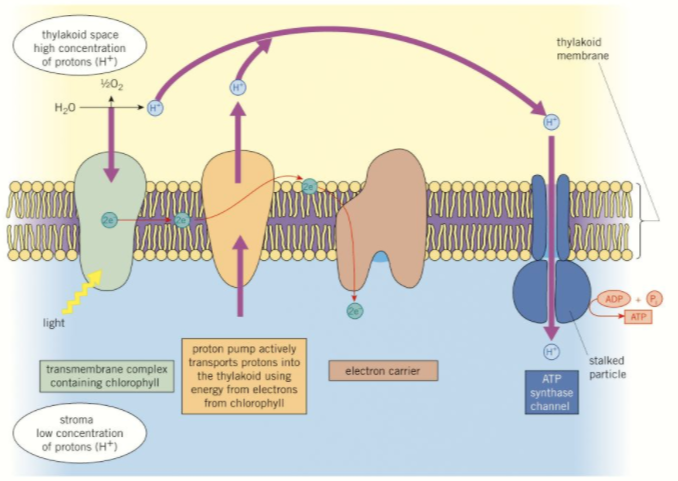 thylakoid space
high concentration
of protons (H⁺)
thylakoid
membrane
½O₂
H₂O
H⁺
H⁺
H⁺
2e⁻
2e⁻
2e⁻
2e⁻
light
ADP + Pᵢ
ATP
H⁺
stalked
particle
transmembrane complex
containing chlorophyll
proton pump actively
transports protons into
the thylakoid using
energy from electrons
from chlorophyll
electron carrier
ATP
synthase
channel
stroma
low concentration
of protons (H⁺)